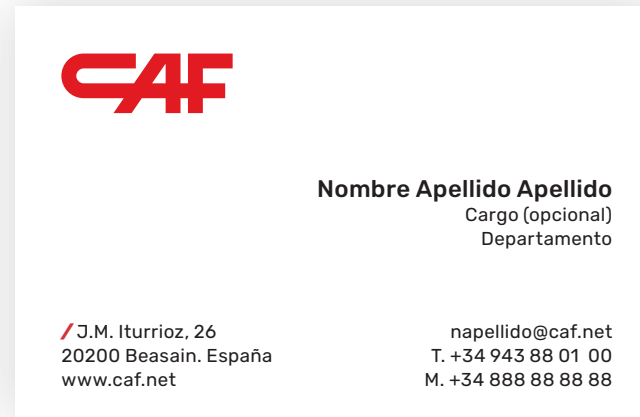 CAF
Nombre Apellido Apellido
Cargo (opcional)
Departamento
/ J.M. Iturrioz, 26
20200 Beasain. España
www.caf.net
napellido@caf.net
T. +34 943 88 01 00
M. +34 888 88 88 88